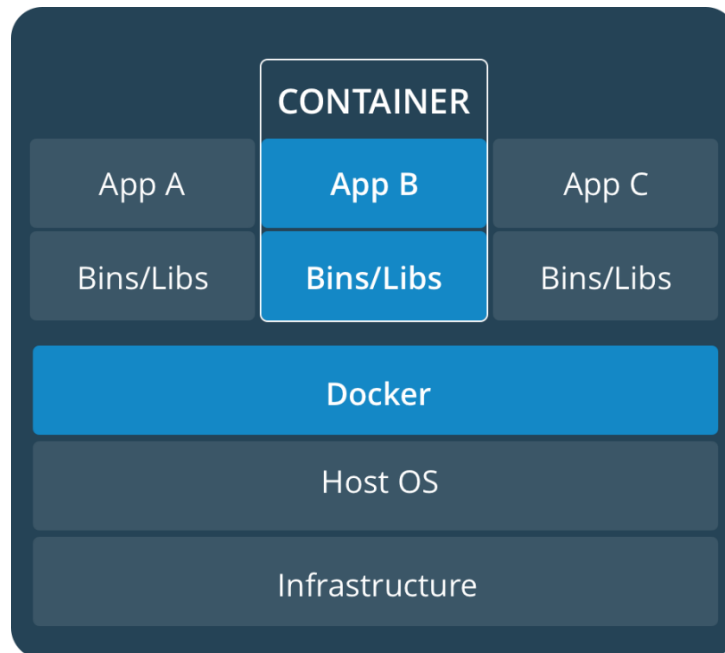 CONTAINER
App A
App B
App C
Bins/Libs
Bins/Libs
Bins/Libs
Docker
Host OS
Infrastructure